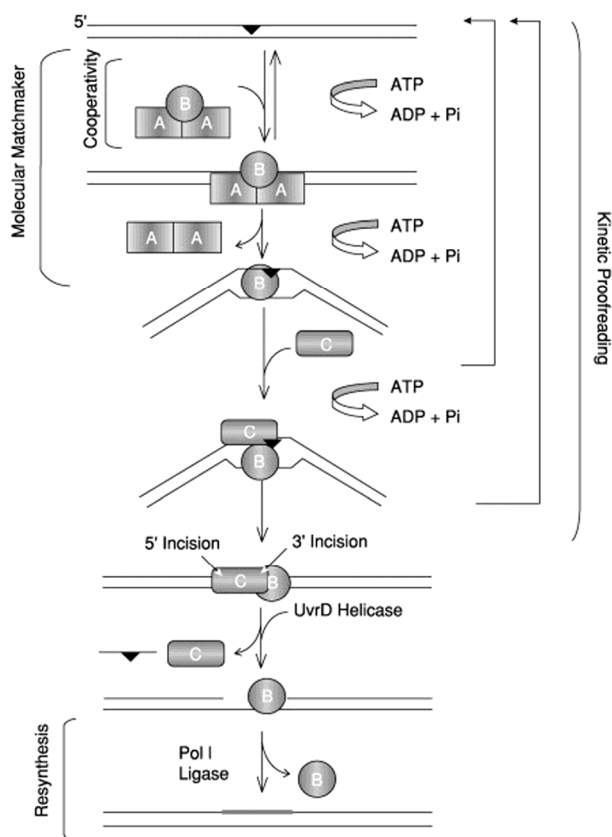 5'
Molecular Matchmaker
Cooperativity
B
A A
ATP
ADP + Pi
B
A A
A A
ATP
ADP + Pi
B
C
Kinetic Proofreading
ATP
ADP + Pi
C
B
5' Incision
3' Incision
C B
UvrD Helicase
C
B
Resynthesis
Pol I
Ligase
B